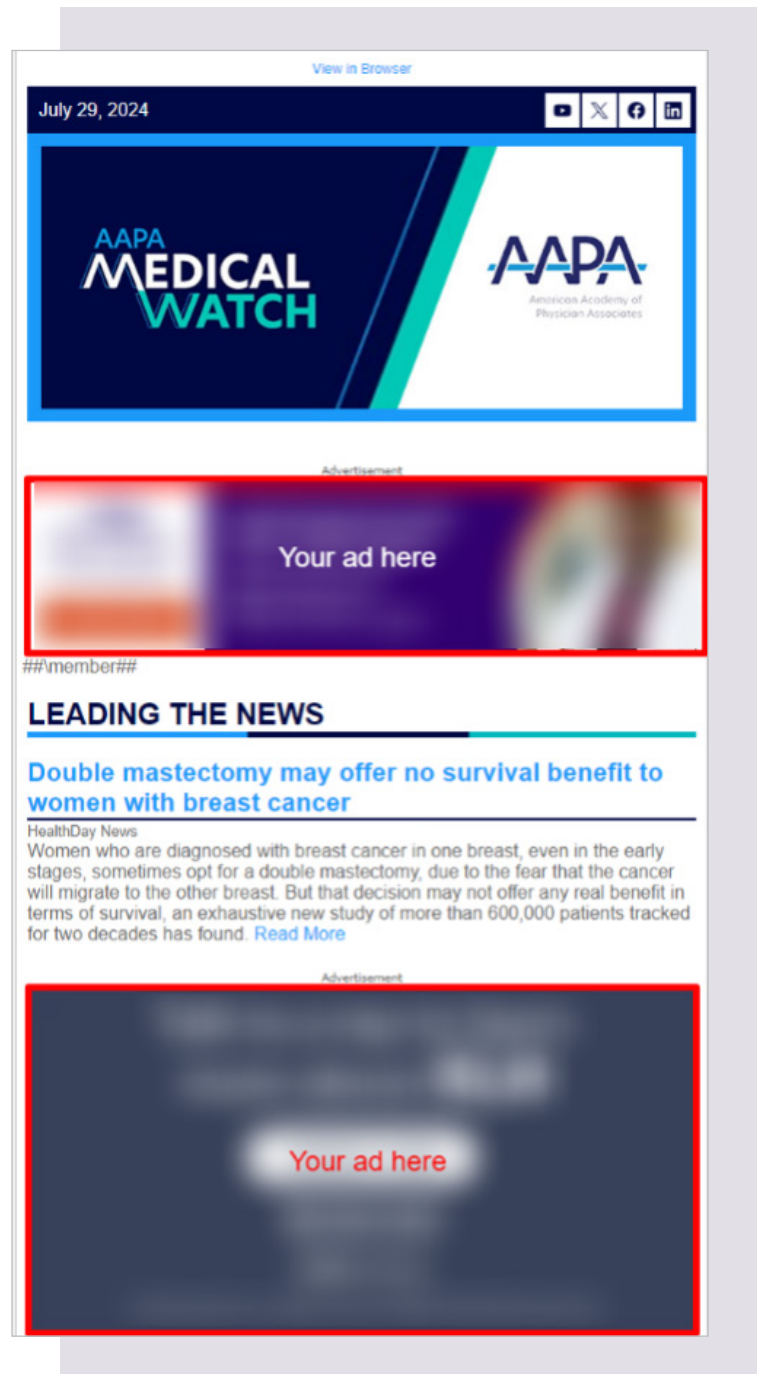 View in Browser
July 29, 2024
AAPA
MEDICAL
WATCH
AAPA
American Academy of
Physician Associates
Advertisement
Your ad here
##\member##
LEADING THE NEWS
Double mastectomy may offer no survival benefit to
women with breast cancer
HealthDay News
Women who are diagnosed with breast cancer in one breast, even in the early
stages, sometimes opt for a double mastectomy, due to the fear that the cancer
will migrate to the other breast. But that decision may not offer any real benefit in
terms of survival, an exhaustive new study of more than 600,000 patients tracked
for two decades has found. Read More
Advertisement
Your ad here